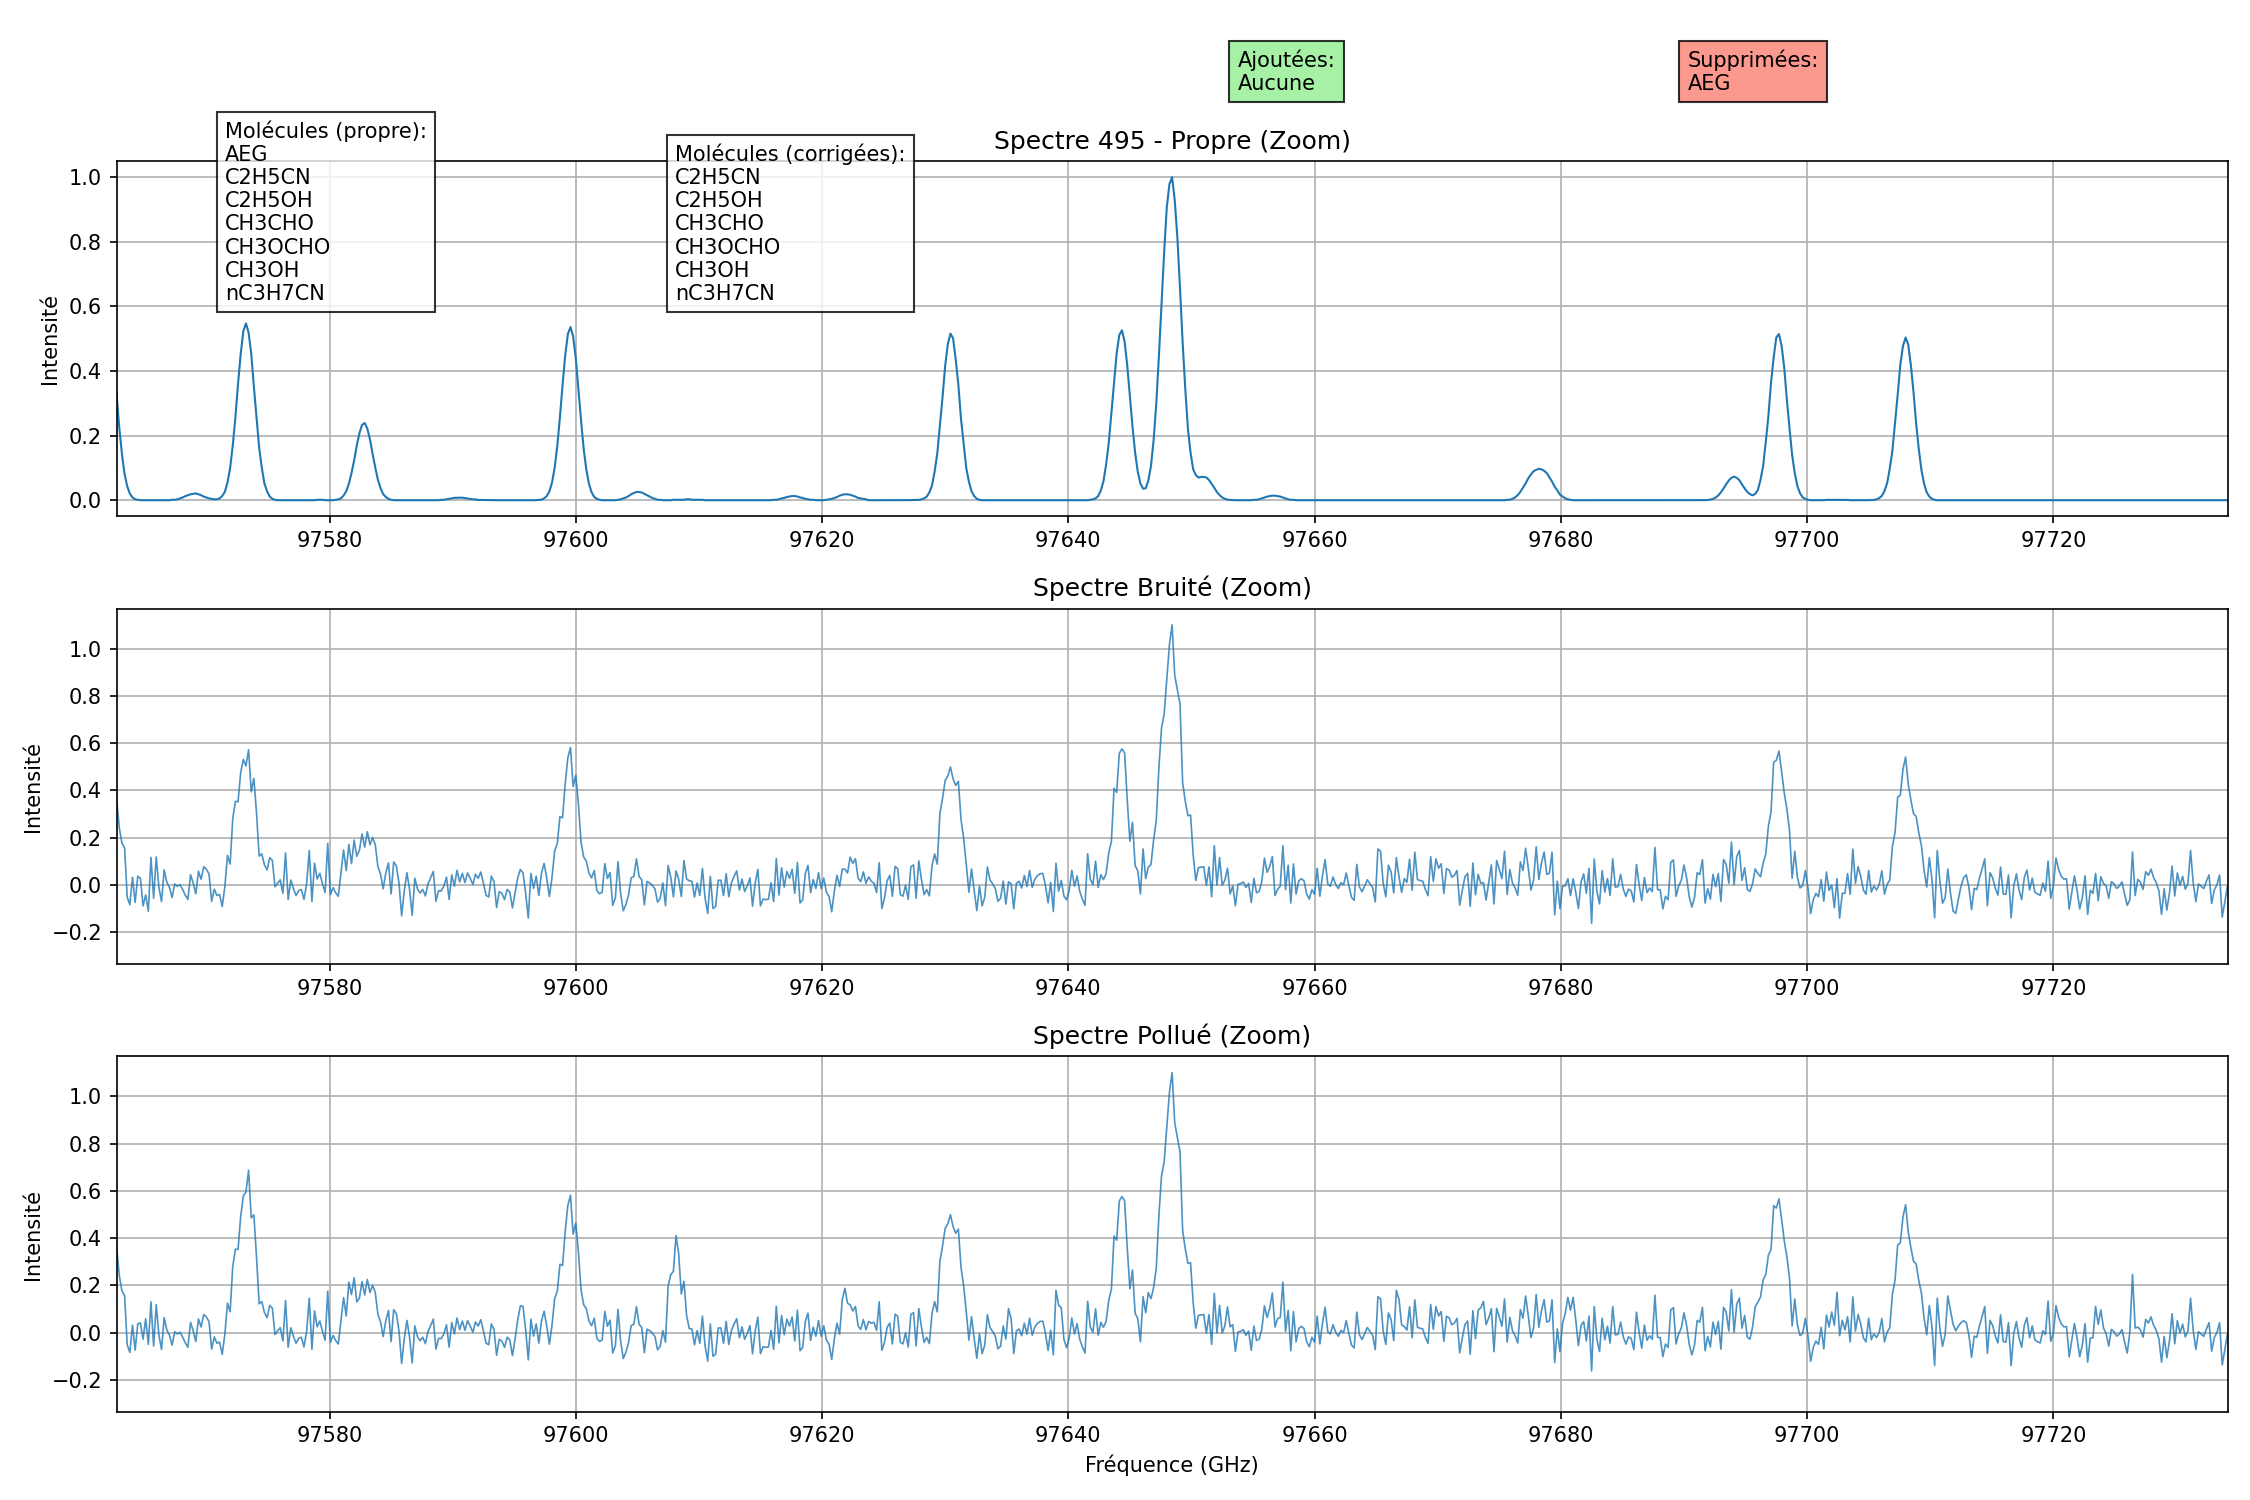 Ajoutées:
Aucune
Supprimées:
AEG
Molécules (propre):
AEG
C2H5CN
C2H5OH
CH3CHO
CH3OCHO
CH3OH
nC3H7CN
Molécules (corrigées):
C2H5CN
C2H5OH
CH3CHO
CH3OCHO
CH3OH
nC3H7CN
Spectre 495 - Propre (Zoom)
Intensité
1.0
0.8
0.6
0.4
0.2
0.0
97580 97600 97620 97640 97660 97680 97700 97720
Spectre Bruité (Zoom)
Intensité
1.0
0.8
0.6
0.4
0.2
0.0
−0.2
97580 97600 97620 97640 97660 97680 97700 97720
Spectre Pollué (Zoom)
Intensité
1.0
0.8
0.6
0.4
0.2
0.0
−0.2
97580 97600 97620 97640 97660 97680 97700 97720
Fréquence (GHz)